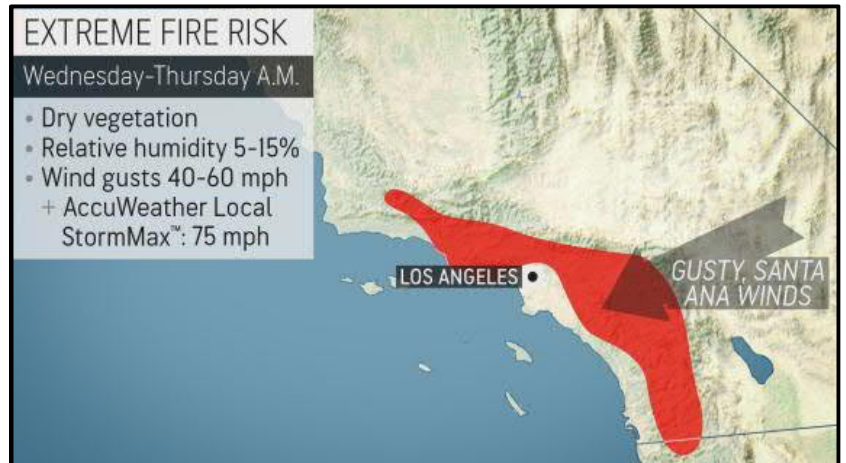 EXTREME FIRE RISK
Wednesday-Thursday A.M.
• Dry vegetation
• Relative humidity 5-15%
• Wind gusts 40-60 mph
+ AccuWeather Local
StormMax™: 75 mph
LOS ANGELES
GUSTY, SANTA
ANA WINDS